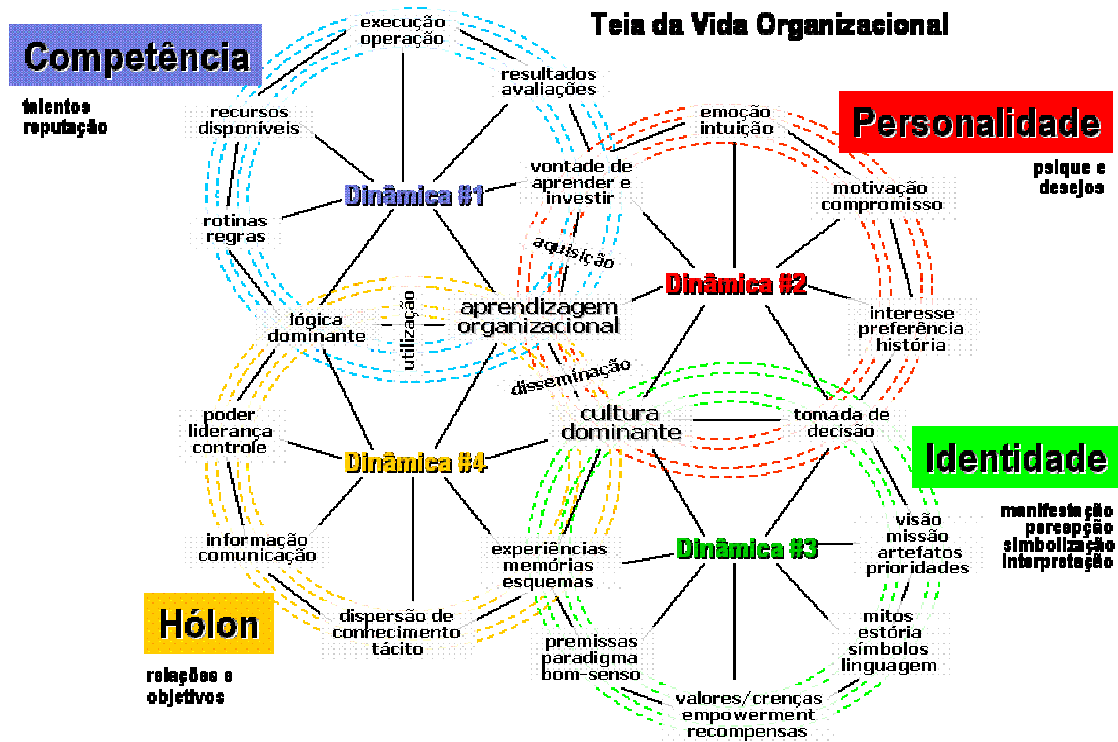 Teia da Vida Organizacional
Competência
talentos
reputação
execução
operação
resultados
avaliações
recursos
disponíveis
rotinas
regras
Dinâmica #1
vontade de
aprender e
investir
emoção
intuição
Personalidade
psique e
desejos
motivação
compromisso
aquisição
Dinâmica #2
interesse
preferência
história
lógica
dominante
utilização
aprendizagem
organizacional
disseminação
cultura
dominante
tomada de
decisão
Identidade
manifestação
percepção
simbolização
interpretação
poder
liderança
controle
Dinâmica #4
informação
comunicação
experiências
memórias
esquemas
Dinâmica #3
visão
missão
artefatos
prioridades
Hólon
relações e
objetivos
dispersão de
conhecimento
tácito
premissas
paradigma
bom-senso
mitos
estória
símbolos
linguagem
valores/crenças
empowerment
recompensas